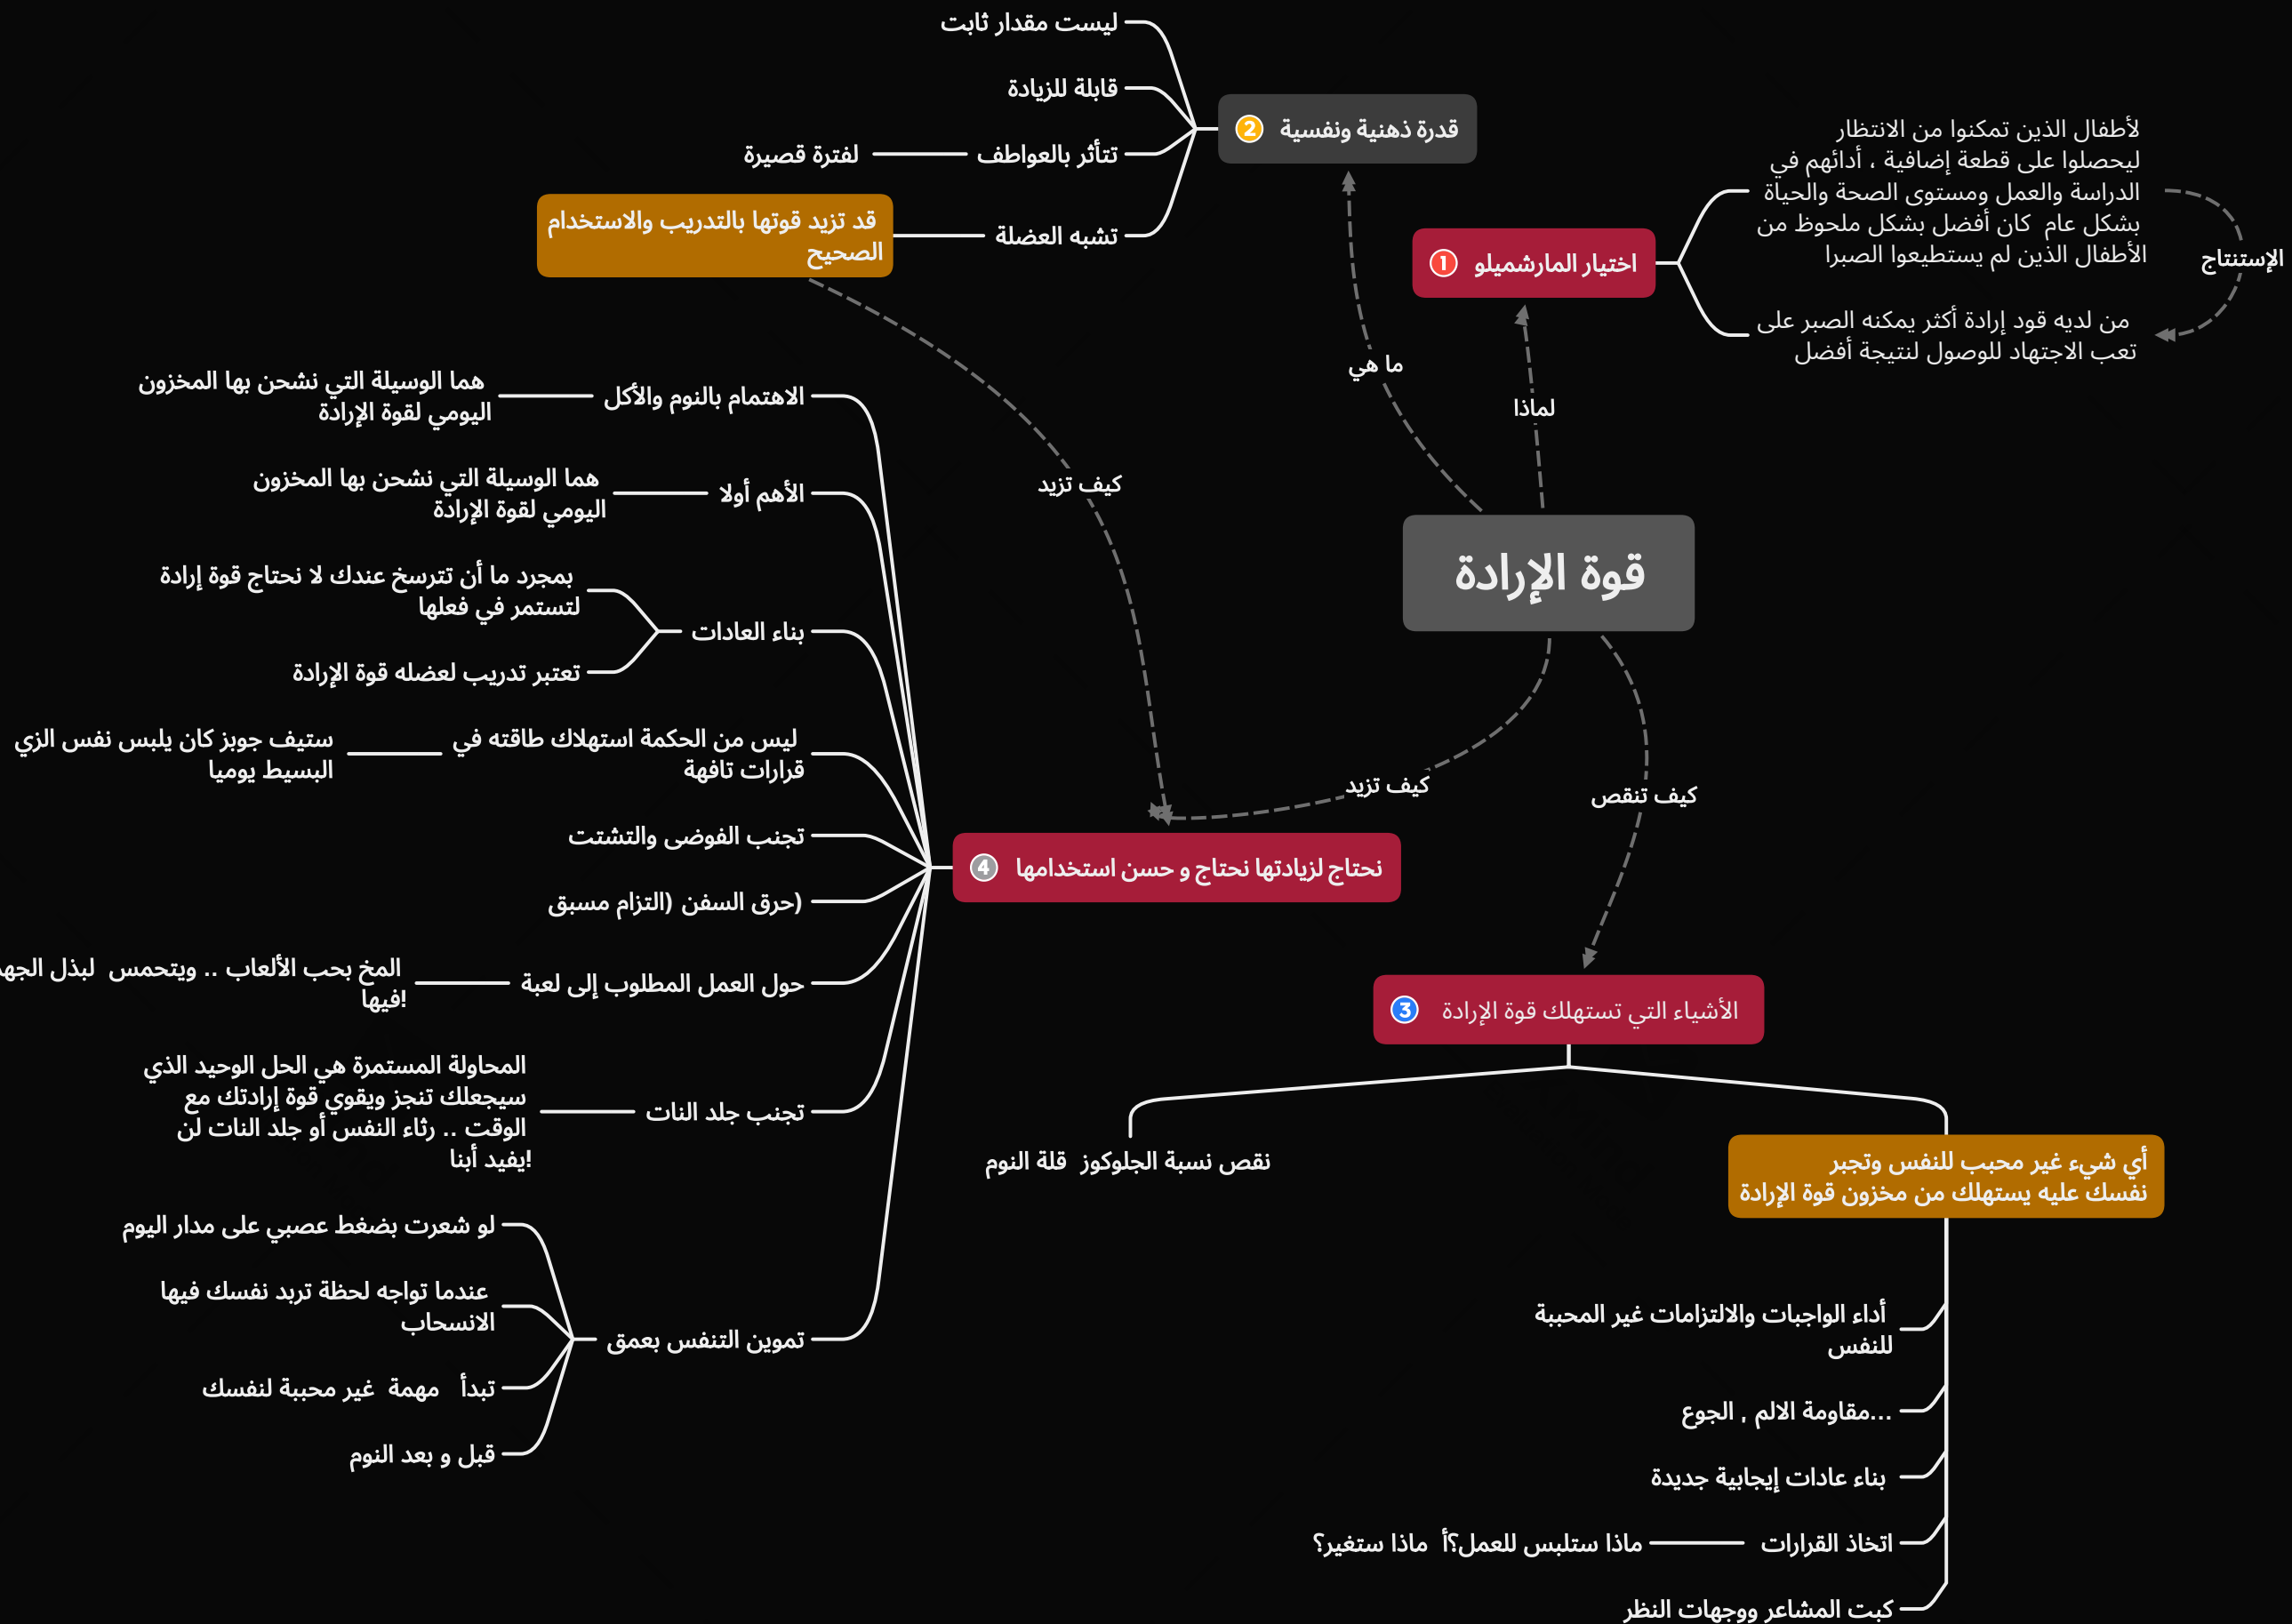 قوة الإرادة
لماذا
اختيار المارشميلو
1
لأطفال الذين تمكنوا من الانتظار
ليحصلوا على قطعة إضافية ، أدائهم في
الدراسة والعمل ومستوى الصحة والحياة
بشكل عام كان أفضل بشكل ملحوظ من
الأطفال الذين لم يستطيعوا الصبرا
الإستنتاج
من لديه قود إرادة أكثر يمكنه الصبر على
تعب الاجتهاد للوصول لنتيجة أفضل
ما هي
قدرة ذهنية ونفسية
2
ليست مقدار ثابت
قابلة للزيادة
تتأثر بالعواطف
لفترة قصيرة
تشبه العضلة
قد تزيد قوتها بالتدريب والاستخدام
الصحيح
كيف تزيد
كيف تنقص
الأشياء التي تستهلك قوة الإرادة
3
أي شيء غير محبب للنفس وتجبر
نفسك عليه يستهلك من مخزون قوة الإرادة
أداء الواجبات والالتزامات غير المحببة
للنفس
...مقاومة الالم , الجوع
بناء عادات إيجابية جديدة
اتخاذ القرارات
ماذا ستلبس للعمل؟أ ماذا ستغير؟
كبت المشاعر ووجهات النظر
نقص نسبة الجلوكوز قلة النوم
كيف تزيد
نحتاج لزيادتها نحتاج و حسن استخدامها
4
الاهتمام بالنوم والأكل
هما الوسيلة التي نشحن بها المخزون
اليومي لقوة الإرادة
الأهم أولا
هما الوسيلة التي نشحن بها المخزون
اليومي لقوة الإرادة
بناء العادات
بمجرد ما أن تترسخ عندك لا نحتاج قوة إرادة
لتستمر في فعلها
تعتبر تدريب لعضله قوة الإرادة
ليس من الحكمة استهلاك طاقته في
قرارات تافهة
ستيف جوبز كان يلبس نفس الزي
البسيط يوميا
تجنب الفوضى والتشتت
(حرق السفن (التزام مسبق
حول العمل المطلوب إلى لعبة
المخ بحب الألعاب .. ويتحمس لبذل الجه
!فيها
تجنب جلد النات
المحاولة المستمرة هي الحل الوحيد الذي
سيجعلك تنجز ويقوي قوة إرادتك مع
الوقت .. رثاء النفس أو جلد النات لن
!يفيد أبنا
تموين التنفس بعمق
لو شعرت بضغط عصبي على مدار اليوم
عندما تواجه لحظة تربد نفسك فيها
الانسحاب
تبدأ مهمة غير محببة لنفسك
قبل و بعد النوم